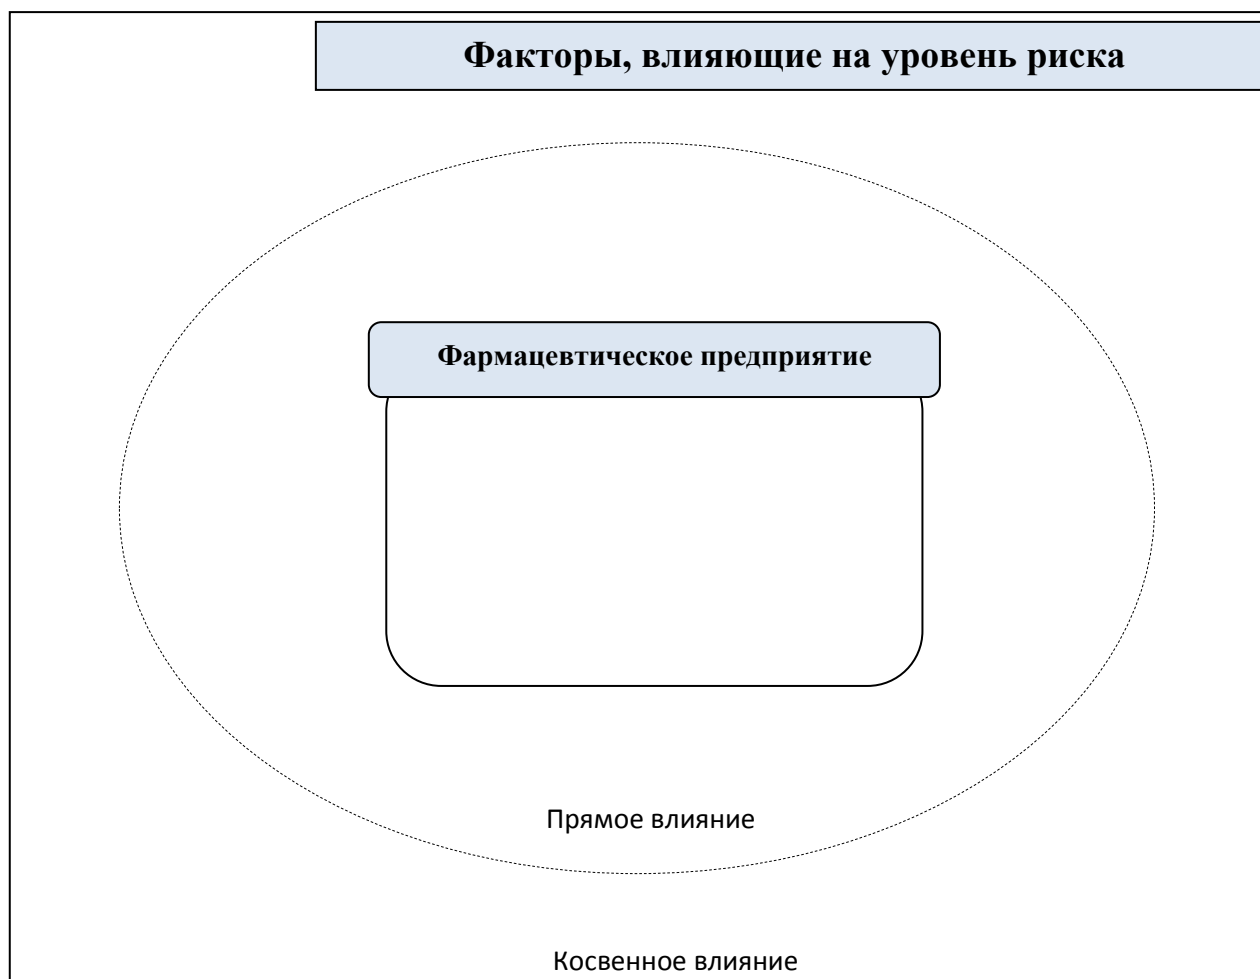 Факторы, влияющие на уровень риска
Фармацевтическое предприятие
Прямое влияние
Косвенное влияние